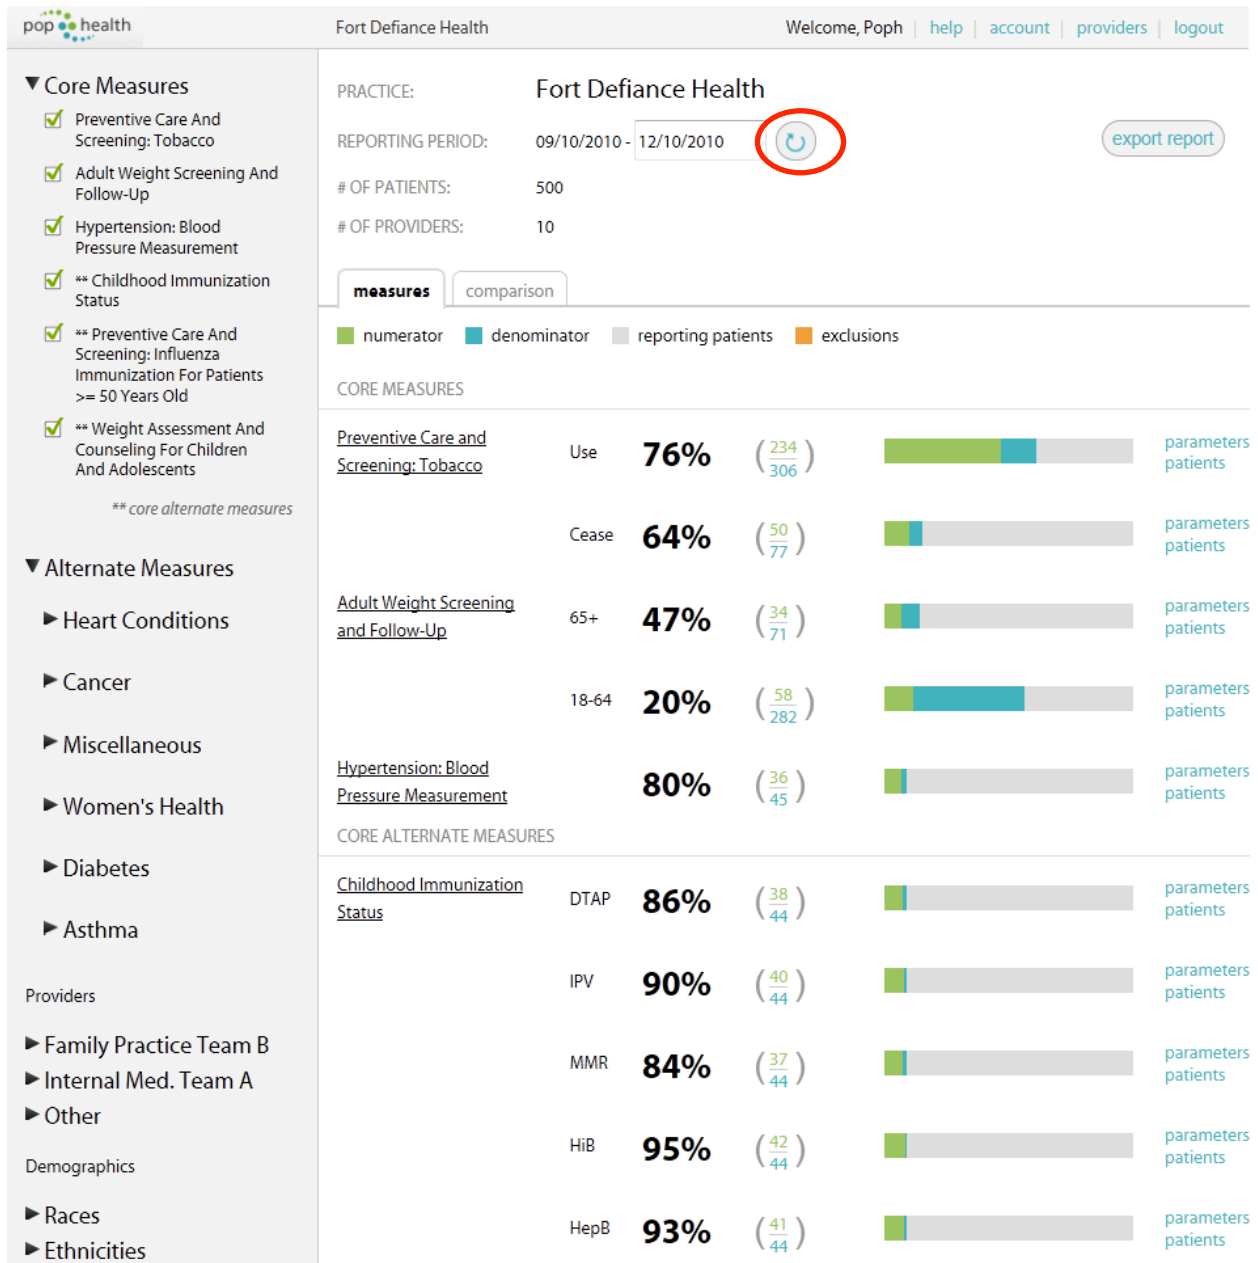 pop health
Fort Defiance Health
Welcome, Poph | help | account | providers | logout
Core Measures
Preventive Care And
Screening: Tobacco
Adult Weight Screening And
Follow-Up
Hypertension: Blood
Pressure Measurement
** Childhood Immunization
Status
** Preventive Care And
Screening: Influenza
Immunization For Patients
>= 50 Years Old
** Weight Assessment And
Counseling For Children
And Adolescents
** core alternate measures
Alternate Measures
Heart Conditions
Cancer
Miscellaneous
Women's Health
Diabetes
Asthma
Providers
Family Practice Team B
Internal Med. Team A
Other
Demographics
Races
Ethnicities
PRACTICE: Fort Defiance Health
REPORTING PERIOD: 09/10/2010 - 12/10/2010
export report
# OF PATIENTS: 500
# OF PROVIDERS: 10
measures comparison
numerator denominator reporting patients exclusions
CORE MEASURES
Preventive Care and
Screening: Tobacco
Use 76% (234/306)
parameters
patients
Cease 64% (50/77)
parameters
patients
Adult Weight Screening
and Follow-Up
65+ 47% (34/71)
parameters
patients
18-64 20% (58/282)
parameters
patients
Hypertension: Blood
Pressure Measurement
80% (36/45)
parameters
patients
CORE ALTERNATE MEASURES
Childhood Immunization
Status
DTAP 86% (38/44)
parameters
patients
IPV 90% (40/44)
parameters
patients
MMR 84% (37/44)
parameters
patients
HiB 95% (42/44)
parameters
patients
HepB 93% (41/44)
parameters
patients